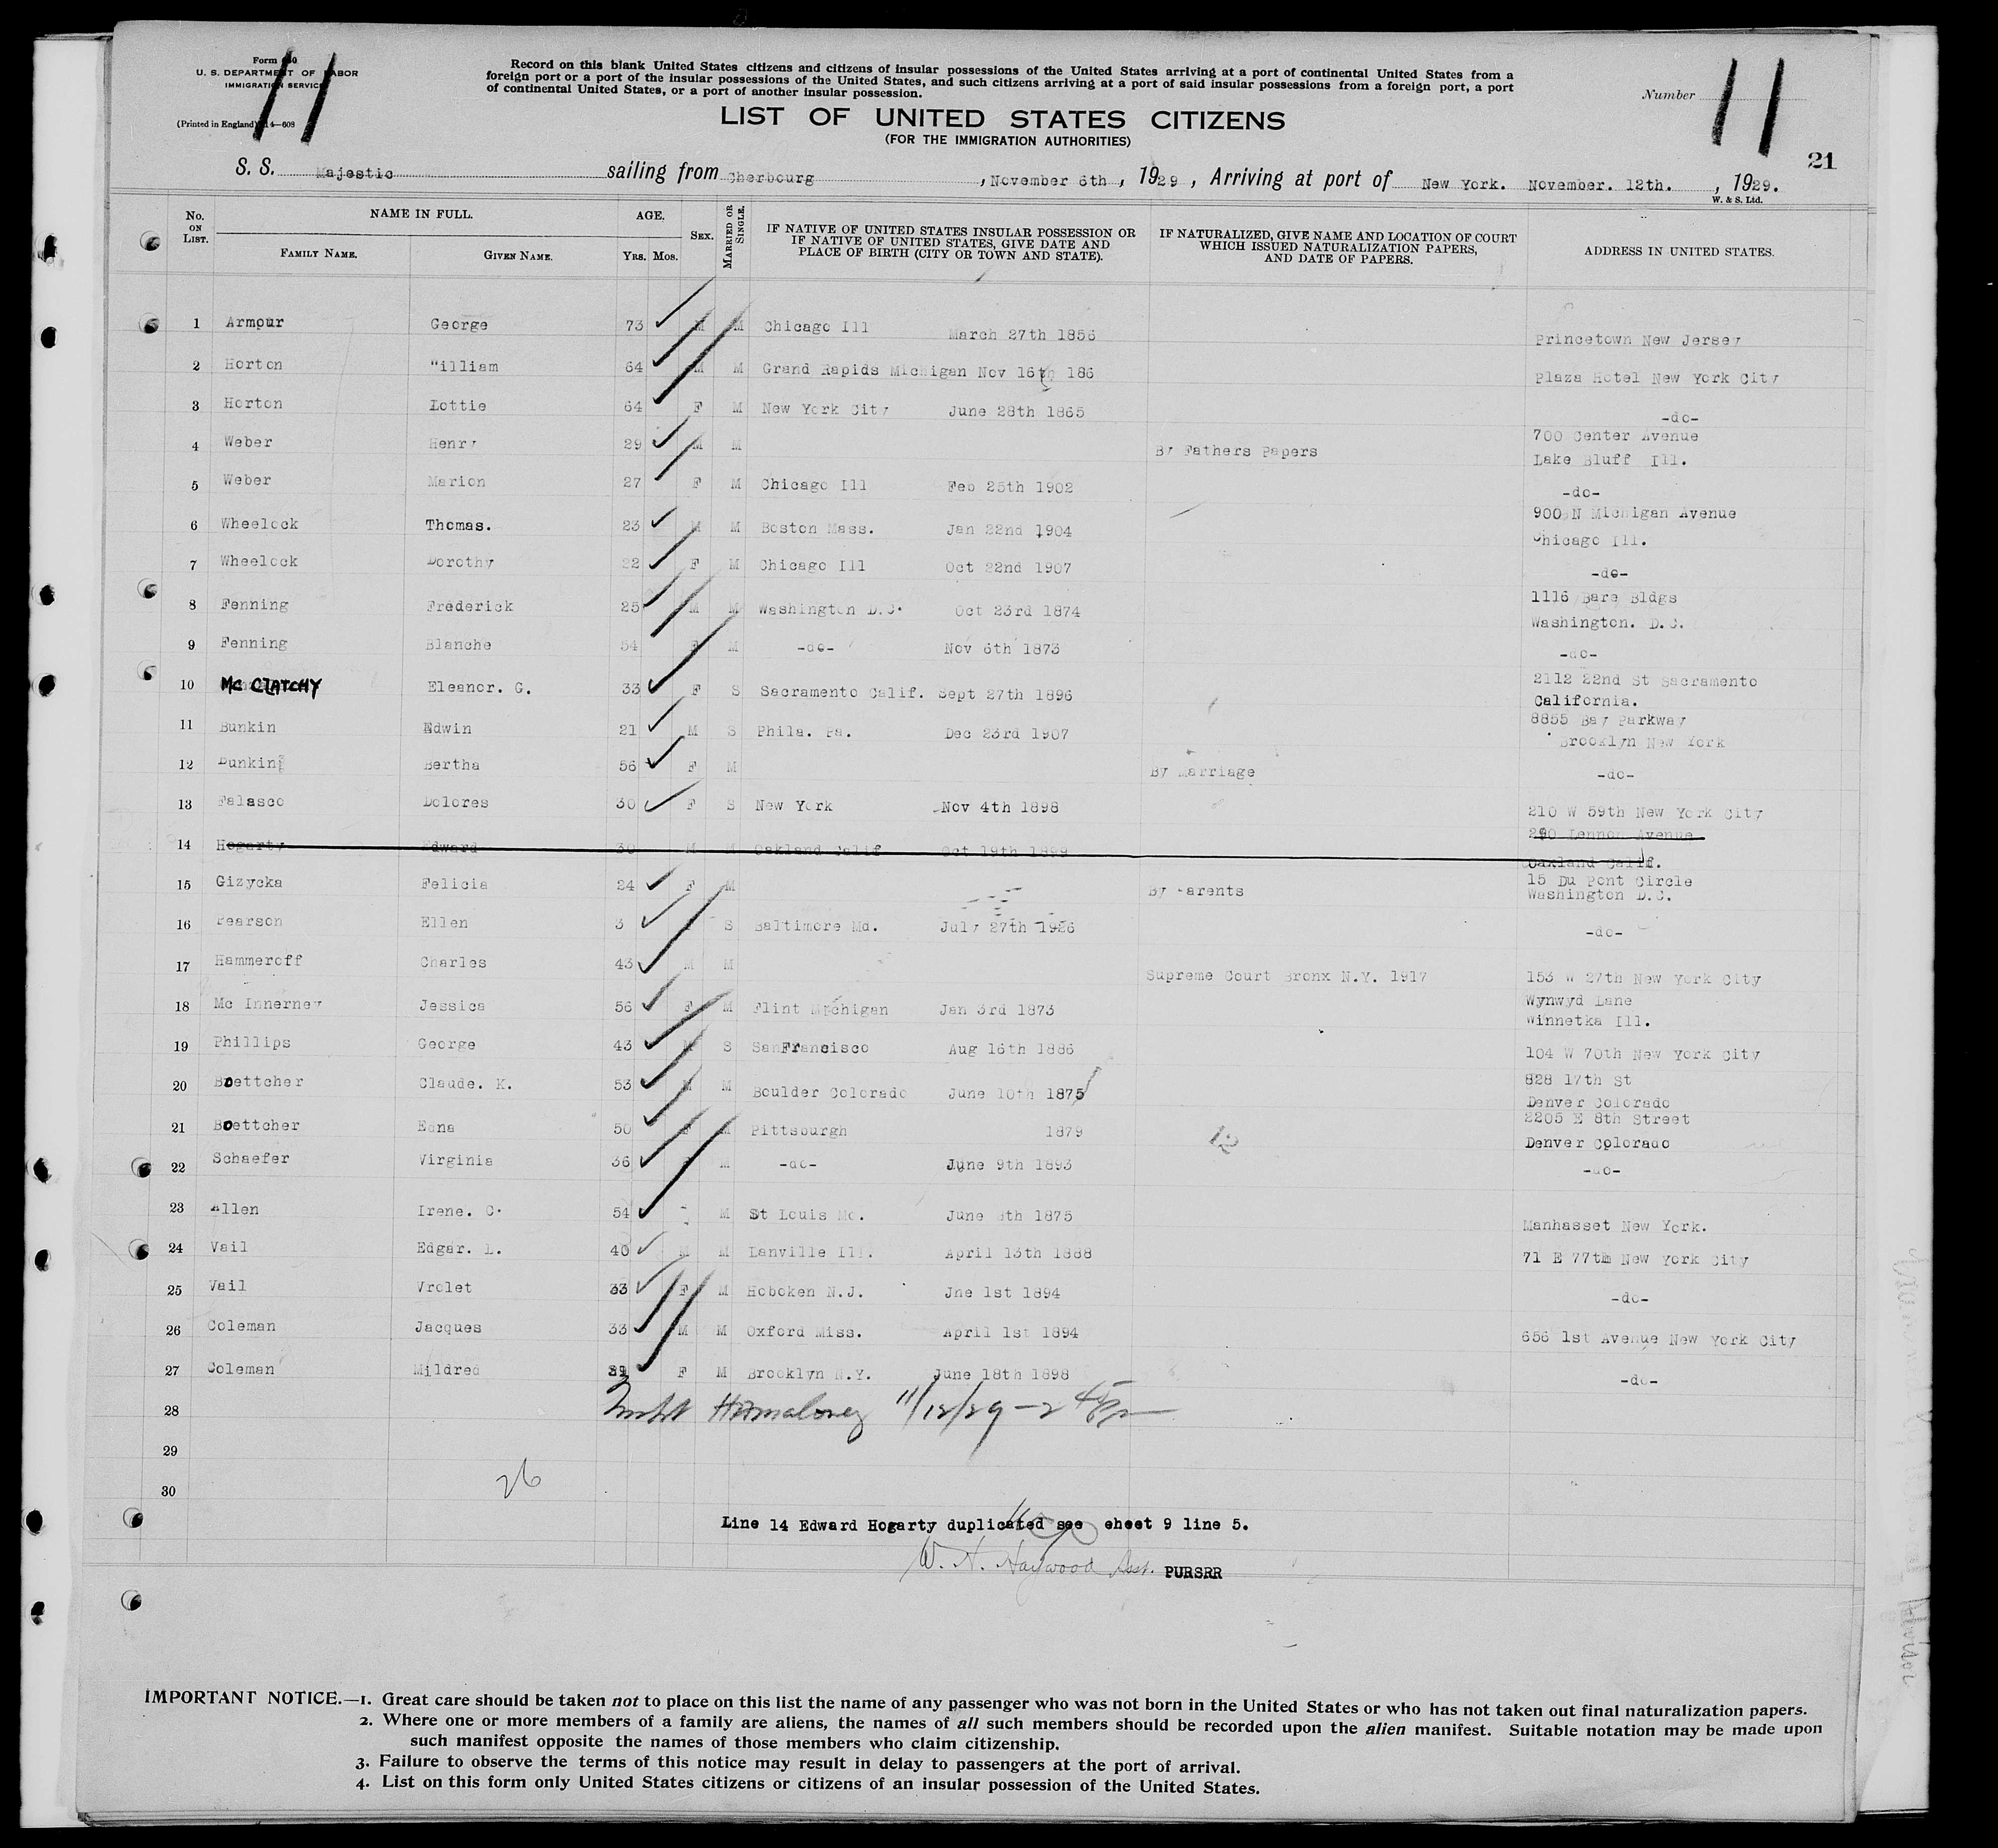 Form 630
U. S. DEPARTMENT OF LABOR
IMMIGRATION SERVICE
(Printed in England) 14—608
11
Record on this blank United States citizens and citizens of insular possessions of the United States arriving at a port of continental United States from a
foreign port or a port of the insular possessions of the United States, and such citizens arriving at a port of said insular possessions from a foreign port, a port
of continental United States, or a port of another insular possession.
LIST OF UNITED STATES CITIZENS
(FOR THE IMMIGRATION AUTHORITIES)
Number 11
21
S. S. Majestic sailing from Cherbourg, November 6th, 1929, Arriving at port of New York. November. 12th., 1929.
W. & S. Ltd.
No. ON LIST. NAME IN FULL. FAMILY NAME. GIVEN NAME. AGE. YRS. MOS. SEX. MARRIED OR SINGLE. IF NATIVE OF UNITED STATES INSULAR POSSESSION OR IF NATIVE OF UNITED STATES, GIVE DATE AND PLACE OF BIRTH (CITY OR TOWN AND STATE). IF NATURALIZED, GIVE NAME AND LOCATION OF COURT WHICH ISSUED NATURALIZATION PAPERS, AND DATE OF PAPERS. ADDRESS IN UNITED STATES.
1 Armour George 73 M M Chicago Ill March 27th 1856 Princetown New Jersey
2 Horton "illiam 64 M M Grand Rapids Michigan Nov 16th 186 Plaza Hotel New York City
3 Horton Lottie 64 F M New York City June 28th 1865 -do-
4 Weber Henry 29 M M By Fathers Papers 700 Center Avenue
Lake Bluff Ill.
5 Weber Marion 27 F M Chicago Ill Feb 25th 1902 -do-
6 Wheelock Thomas. 23 M M Boston Mass. Jan 22nd 1904 900 N Michigan Avenue
Chicago Ill.
7 Wheelock Dorothy 22 F M Chicago Ill Oct 22nd 1907 -do-
8 Fenning Frederick 25 M M Washington D.C. Oct 23rd 1874 1116 Bare Bldgs
Washington. D.C.
9 Fenning Blanche 54 F M -do- Nov 6th 1873 -do-
10 Mc CLATCHY Eleanor. G. 33 F S Sacramento Calif. Sept 27th 1896 2112 22nd St Sacramento
California.
11 Bunkin Edwin 21 M S Phila. Pa. Dec 23rd 1907 8855 Bay Parkway
Brooklyn New York
12 Bunkin Bertha 56 F M By Marriage -do-
13 Falasco Dolores 30 F S New York Nov 4th 1898 210 W 59th New York City
14 Hogarty Edward 30 M M Oakland Calif Oct 19th 1899 290 Lennox Avenue
Oakland Calif.
15 Gizycka Felicia 24 F M By Parents 15 Du Pont Circle
Washington D.C.
16 Pearson Ellen 3 S Baltimore Md. July 27th 1926 -do-
17 Hammeroff Charles 43 M M Supreme Court Bronx N.Y. 1917 153 W 27th New York City
18 Mc Innerney Jessica 56 F M Flint Michigan Jan 3rd 1873 Wynwyd Lane
Winnetka Ill.
19 Phillips George 43 M S SanFrancisco Aug 16th 1886 104 W 70th New York City
20 Boettcher Claude. K. 53 M M Boulder Colorado June 10th 1875 828 17th St
Denver Colorado
21 Boettcher Edna 50 F M Pittsburgh 1879 2205 E 8th Street
Denver Colorado
12
22 Schaefer Virginia 36 F M -do- June 9th 1893 -do-
23 Allen Irene. C. 54 M St Louis Mo. June 8th 1875 Manhasset New York.
24 Vail Edgar. L. 40 M M Lanville Ill. April 13th 1888 71 E 77th New York City
25 Vail Vrolet 33 F M Hoboken N.J. Jne 1st 1894 -do-
26 Coleman Jacques 33 M M Oxford Miss. April 1st 1894 656 1st Avenue New York City
27 Coleman Mildred 31 F M Brooklyn N.Y. June 18th 1898 -do-
28 Maloney 11/12/29 - 2 45 Pm
29
26
30
Line 14 Edward Hogarty duplicated see sheet 9 line 5.
W. H. Haywood Asst. PURSRR
IMPORTANT NOTICE.—1. Great care should be taken not to place on this list the name of any passenger who was not born in the United States or who has not taken out final naturalization papers.
2. Where one or more members of a family are aliens, the names of all such members should be recorded upon the alien manifest. Suitable notation may be made upon
such manifest opposite the names of those members who claim citizenship.
3. Failure to observe the terms of this notice may result in delay to passengers at the port of arrival.
4. List on this form only United States citizens or citizens of an insular possession of the United States.